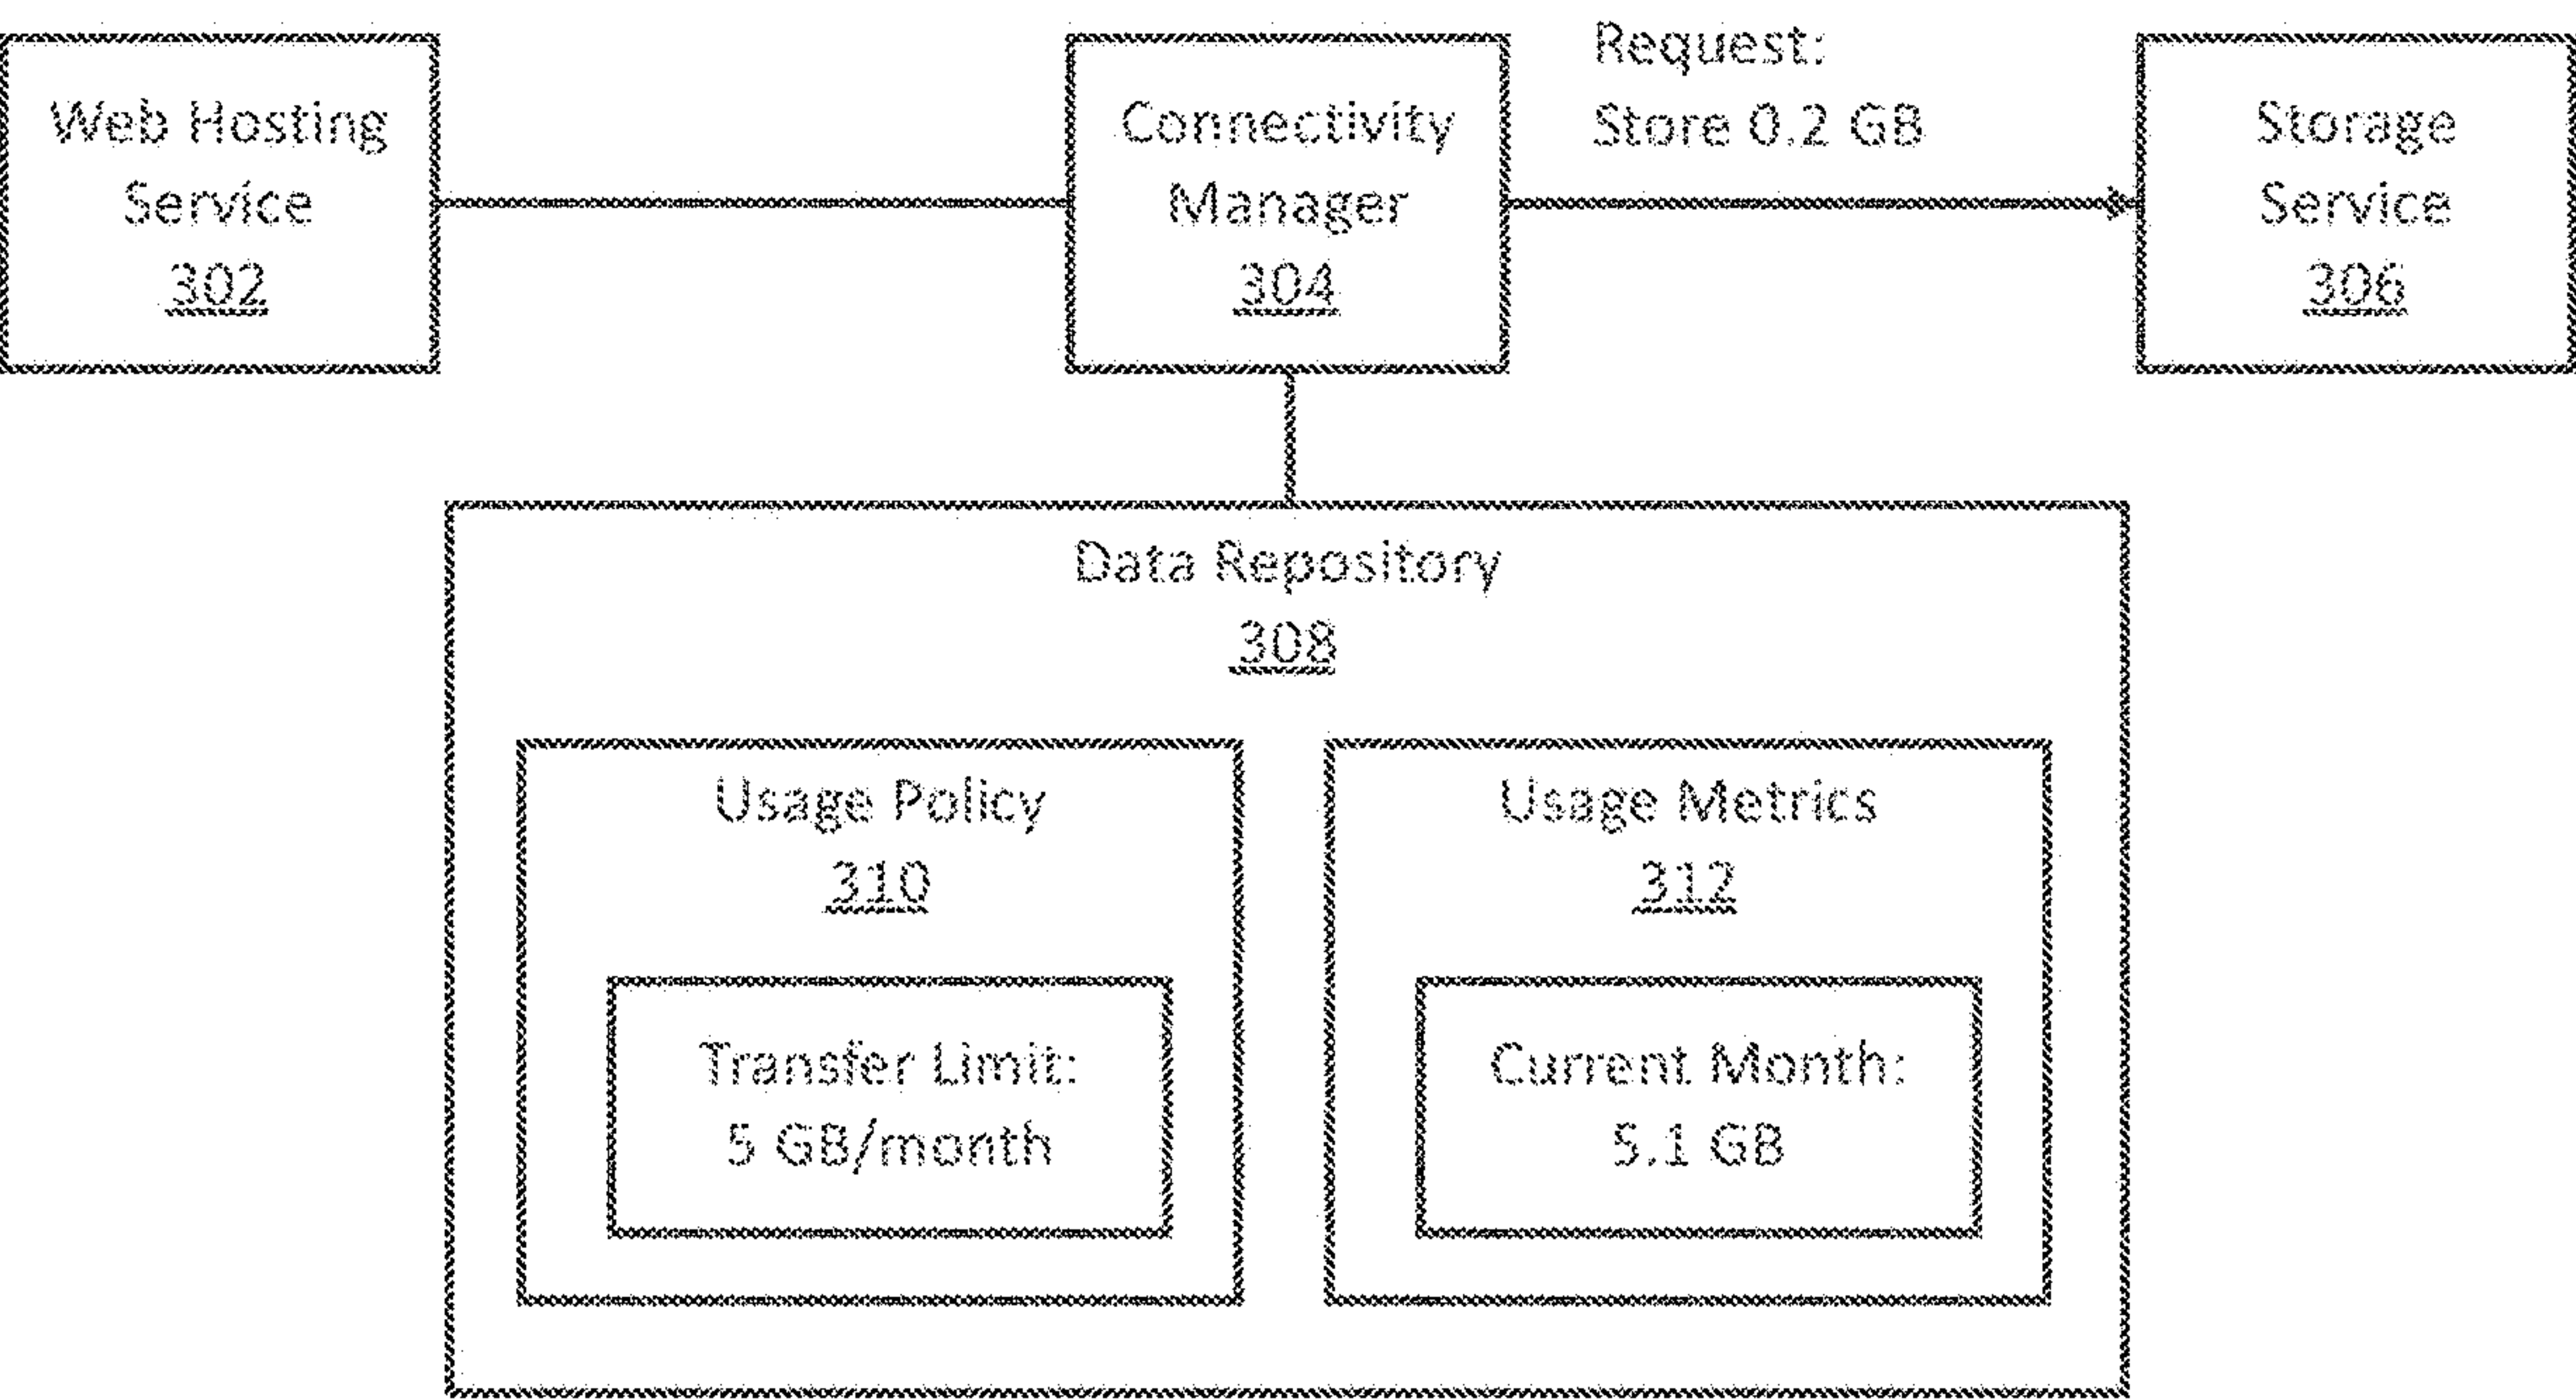 Web Hosting
Service
302
Connectivity
Manager
304
Request:
Store 0.2 GB
Storage
Service
306
Data Repository
308
Usage Policy
310
Transfer Limit:
5 GB/month
Usage Metrics
312
Current Month:
5.1 GB